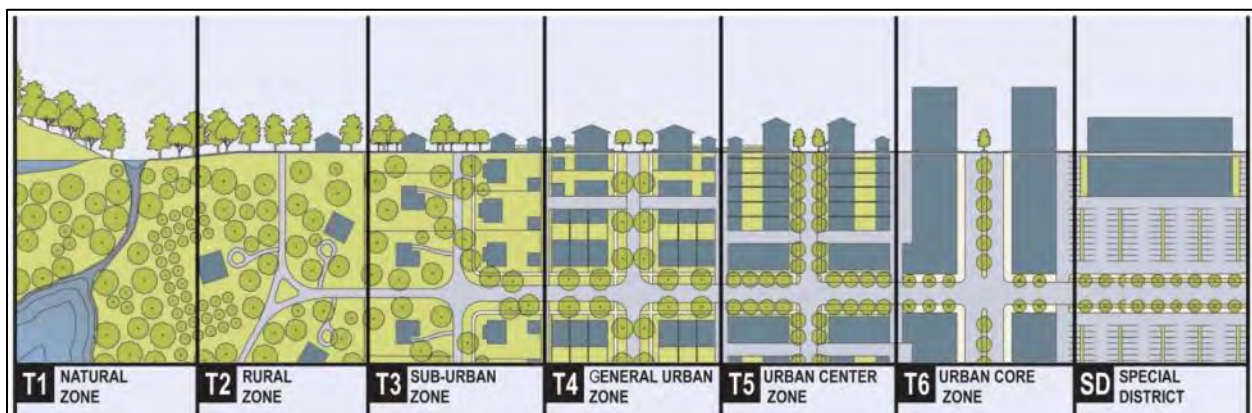 T1 NATURAL
ZONE
T2 RURAL
ZONE
T3 SUB-URBAN
ZONE
T4 GENERAL URBAN
ZONE
T5 URBAN CENTER
ZONE
T6 URBAN CORE
ZONE
SD SPECIAL
DISTRICT